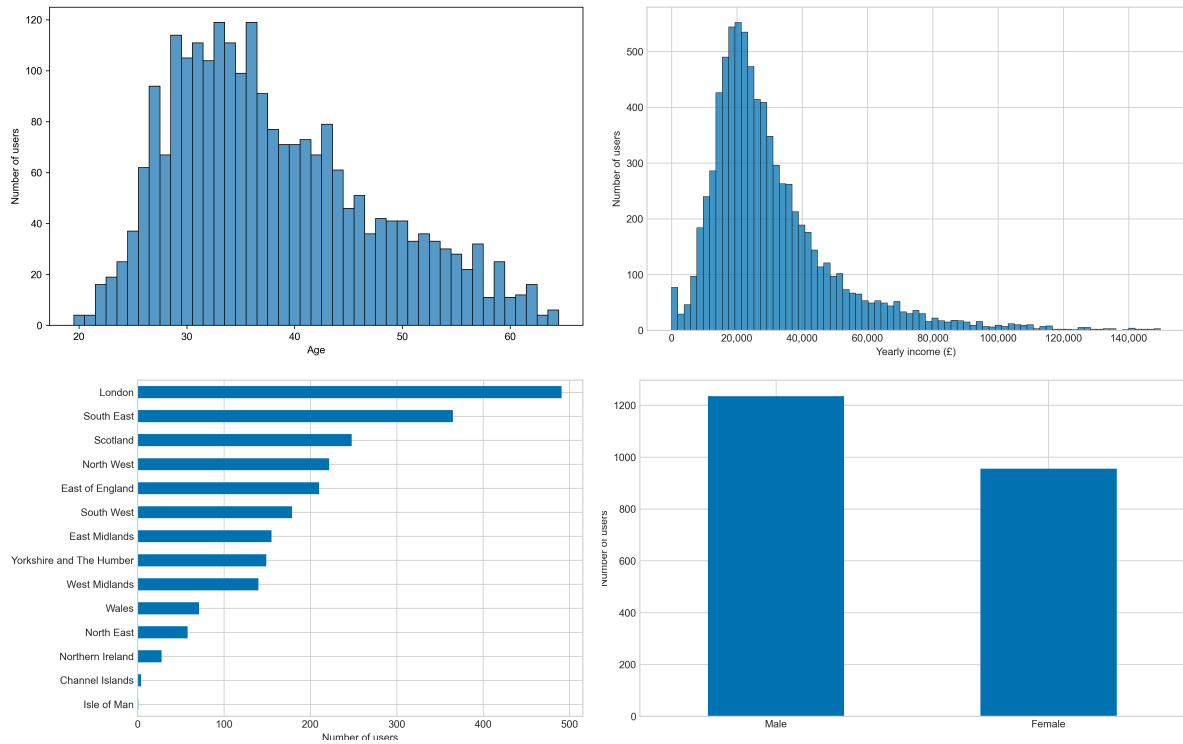 120
100
80
60
40
20
0
Number of users
20 30 40 50 60
Age
500
400
300
200
100
0
Number of users
0 20,000 40,000 60,000 80,000 100,000 120,000 140,000
Yearly income (£)
London
South East
Scotland
North West
East of England
South West
East Midlands
Yorkshire and The Humber
West Midlands
Wales
North East
Northern Ireland
Channel Islands
Isle of Man
0 100 200 300 400 500
Number of users
1200
1000
800
600
400
200
0
Number of users
Male Female